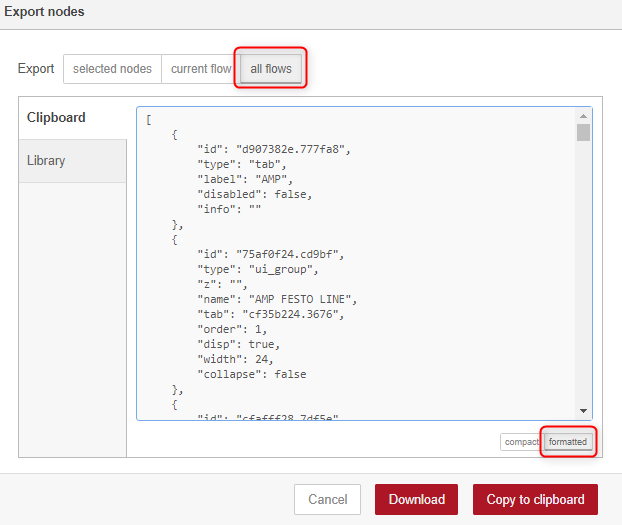 Export nodes
Export selected nodes current flow all flows
Clipboard
Library
[
{
"id": "d907382e.777fa8",
"type": "tab",
"label": "AMP",
"disabled": false,
"info": ""
},
{
"id": "75af0f24.cd9bf",
"type": "ui_group",
"z": "",
"name": "AMP FESTO LINE",
"tab": "cf35b224.3676",
"order": 1,
"disp": true,
"width": 24,
"collapse": false
},
{
"id": "cfafff28.7df5e",
compact formatted
Cancel Download Copy to clipboard